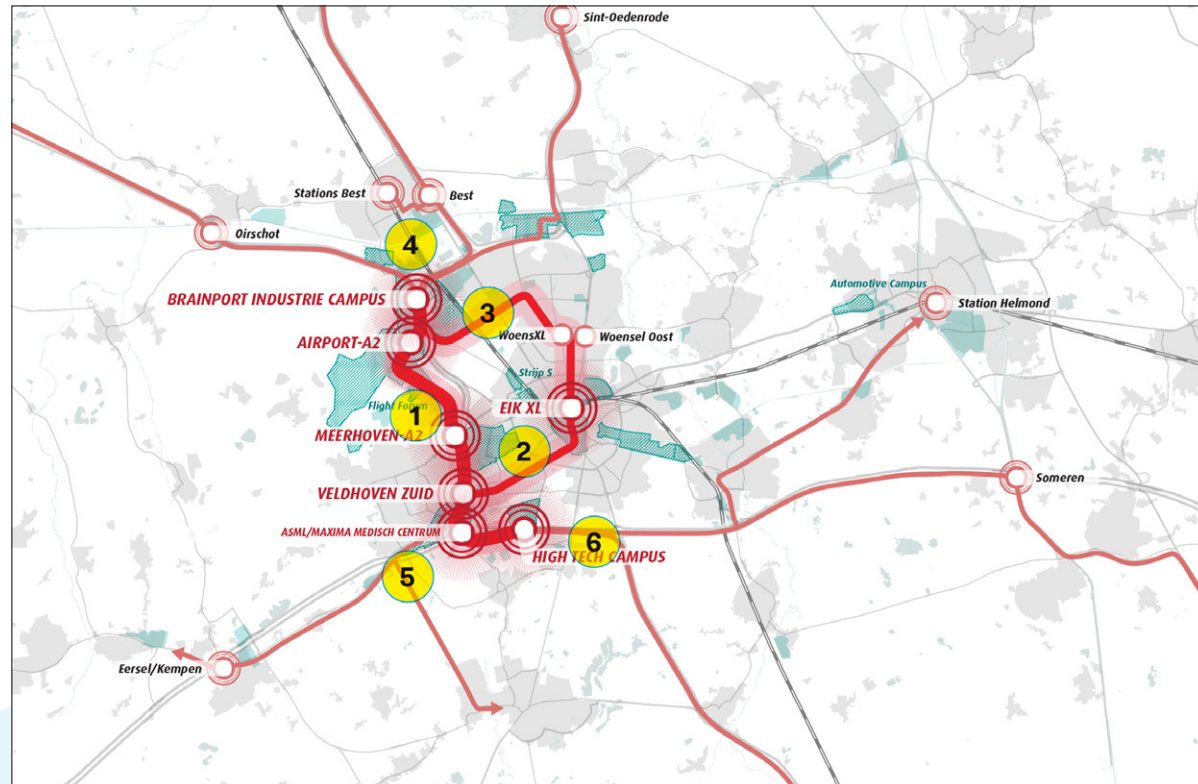 Sint-Oedenrode
Stations Best
Best
Oirschot
4
Automotive Campus
BRAINPORT INDUSTRIE CAMPUS
Station Helmond
3
AIRPORT-A2
WoensXL
Woensel Oost
Strijp S
Flight Forum
EIK XL
1
MEERHOVEN-A2
2
VELDHOVEN ZUID
Someren
ASML/MAXIMA MEDISCH CENTRUM
6
HIGH TECH CAMPUS
5
Eersel/Kempen